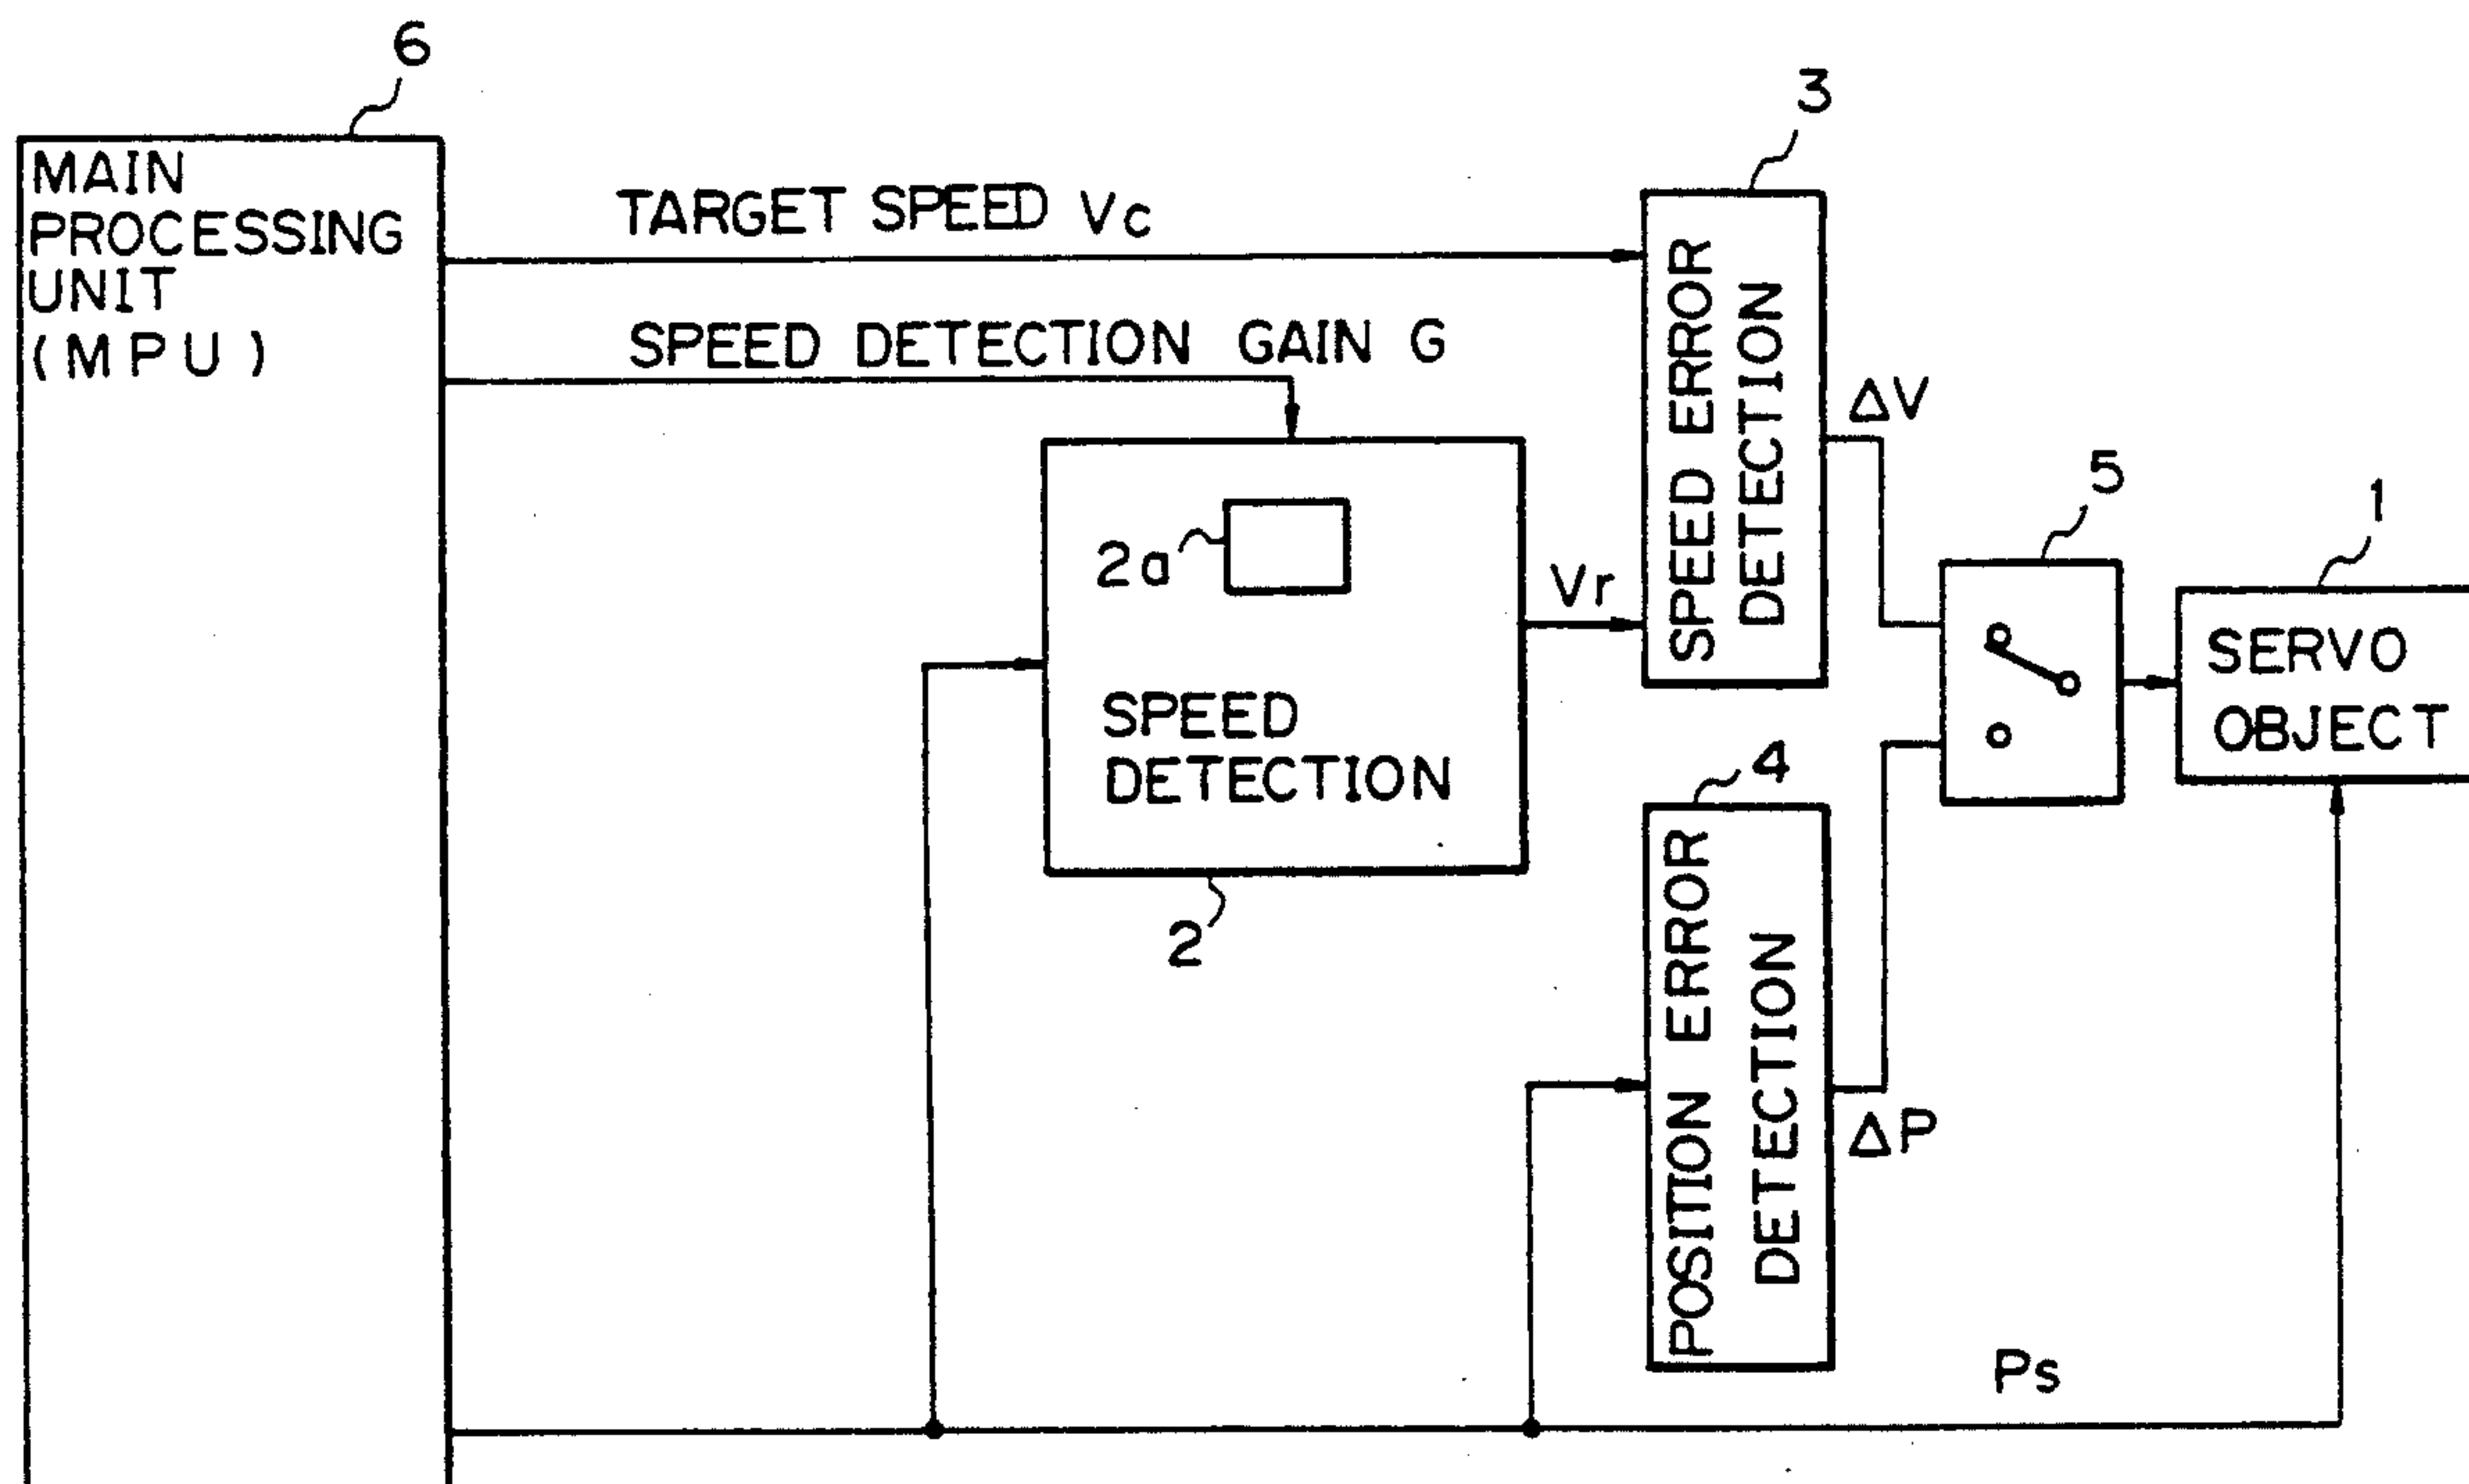 6
MAIN
PROCESSING
UNIT
(MPU)
TARGET SPEED Vc
SPEED DETECTION GAIN G
3
SPEED ERROR
DETECTION
ΔV
5
1
2a
Vr
SPEED
DETECTION
2
SERVO
OBJECT
4
POSITION ERROR
DETECTION
ΔP
Ps